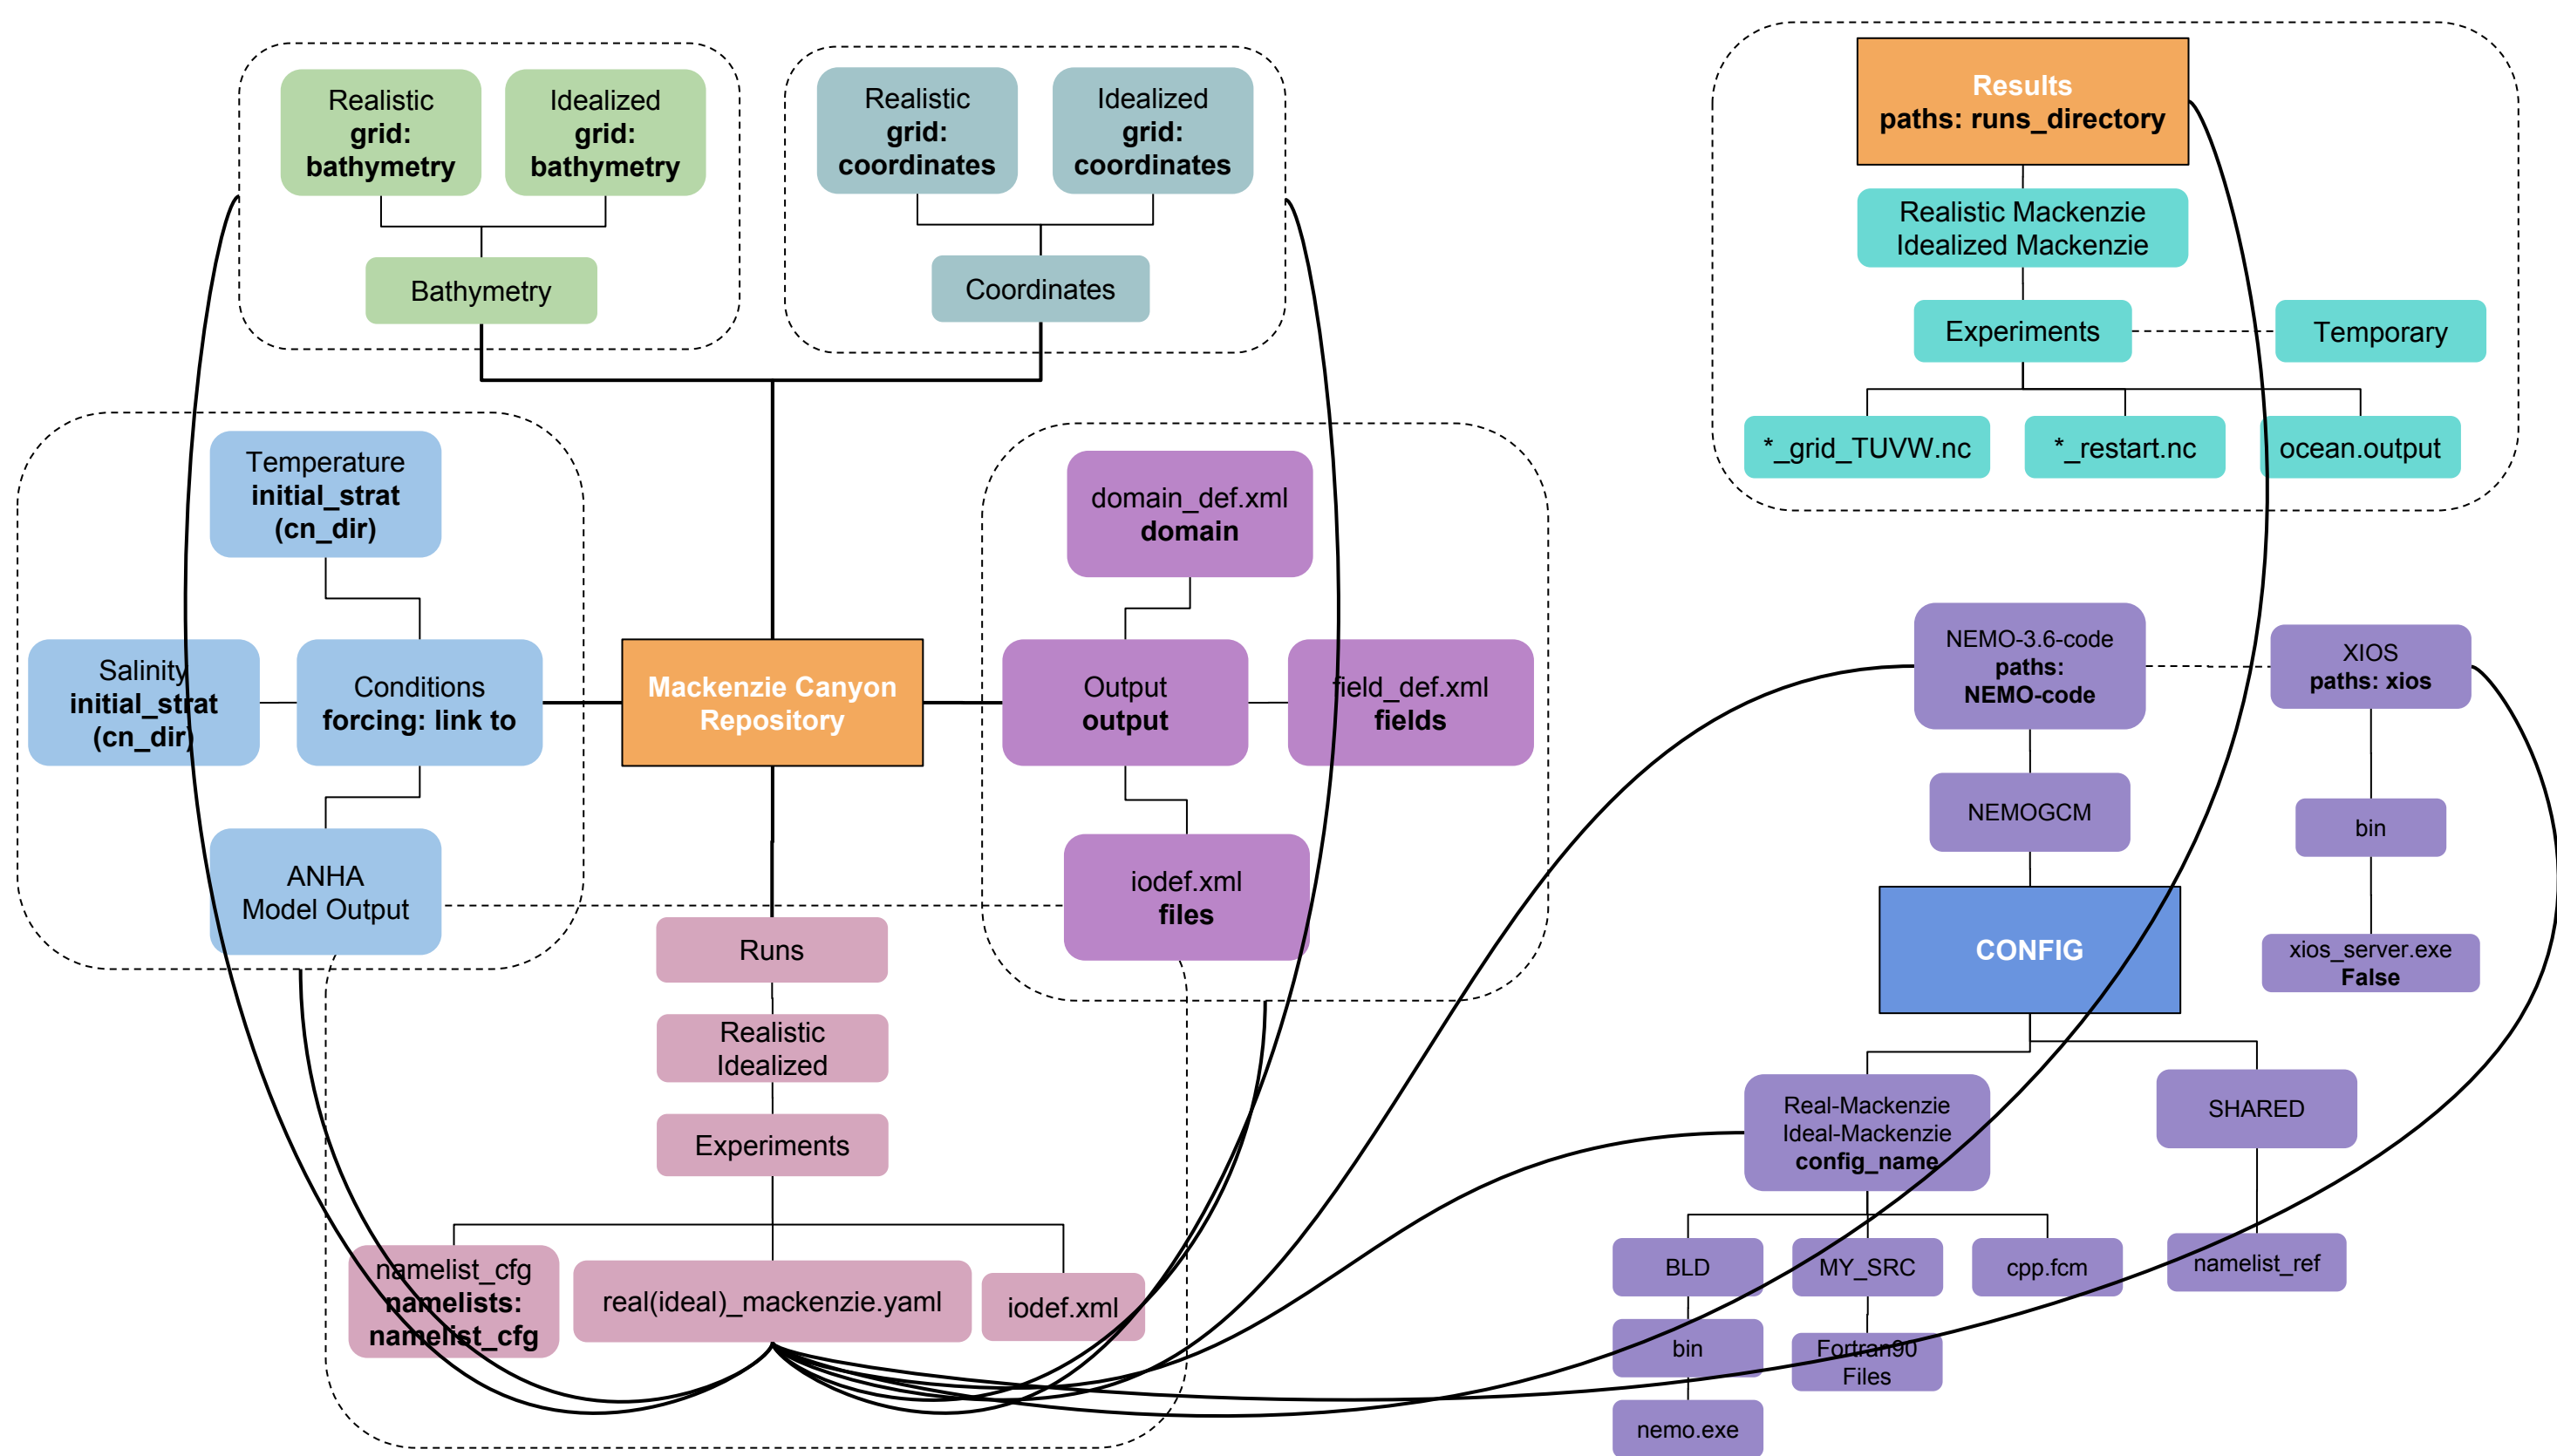 Realistic
grid:
bathymetry
Idealized
grid:
bathymetry
Bathymetry
Realistic
grid:
coordinates
Idealized
grid:
coordinates
Coordinates
Results
paths: runs_directory
Realistic Mackenzie
Idealized Mackenzie
Experiments
Temporary
*_grid_TUVW.nc
*_restart.nc
ocean.output
Temperature
initial_strat
(cn_dir)
Salinity
initial_strat
(cn_dir)
Conditions
forcing: link to
ANHA
Model Output
Mackenzie Canyon
Repository
domain_def.xml
domain
Output
output
field_def.xml
fields
iodef.xml
files
Runs
Realistic
Idealized
Experiments
namelist_cfg
namelists:
namelist_cfg
real(ideal)_mackenzie.yaml
iodef.xml
NEMO-3.6-code
paths:
NEMO-code
XIOS
paths: xios
NEMOGCM
bin
CONFIG
xios_server.exe
False
Real-Mackenzie
Ideal-Mackenzie
config_name
SHARED
BLD
MY_SRC
cpp.fcm
namelist_ref
bin
Fortran90
Files
nemo.exe